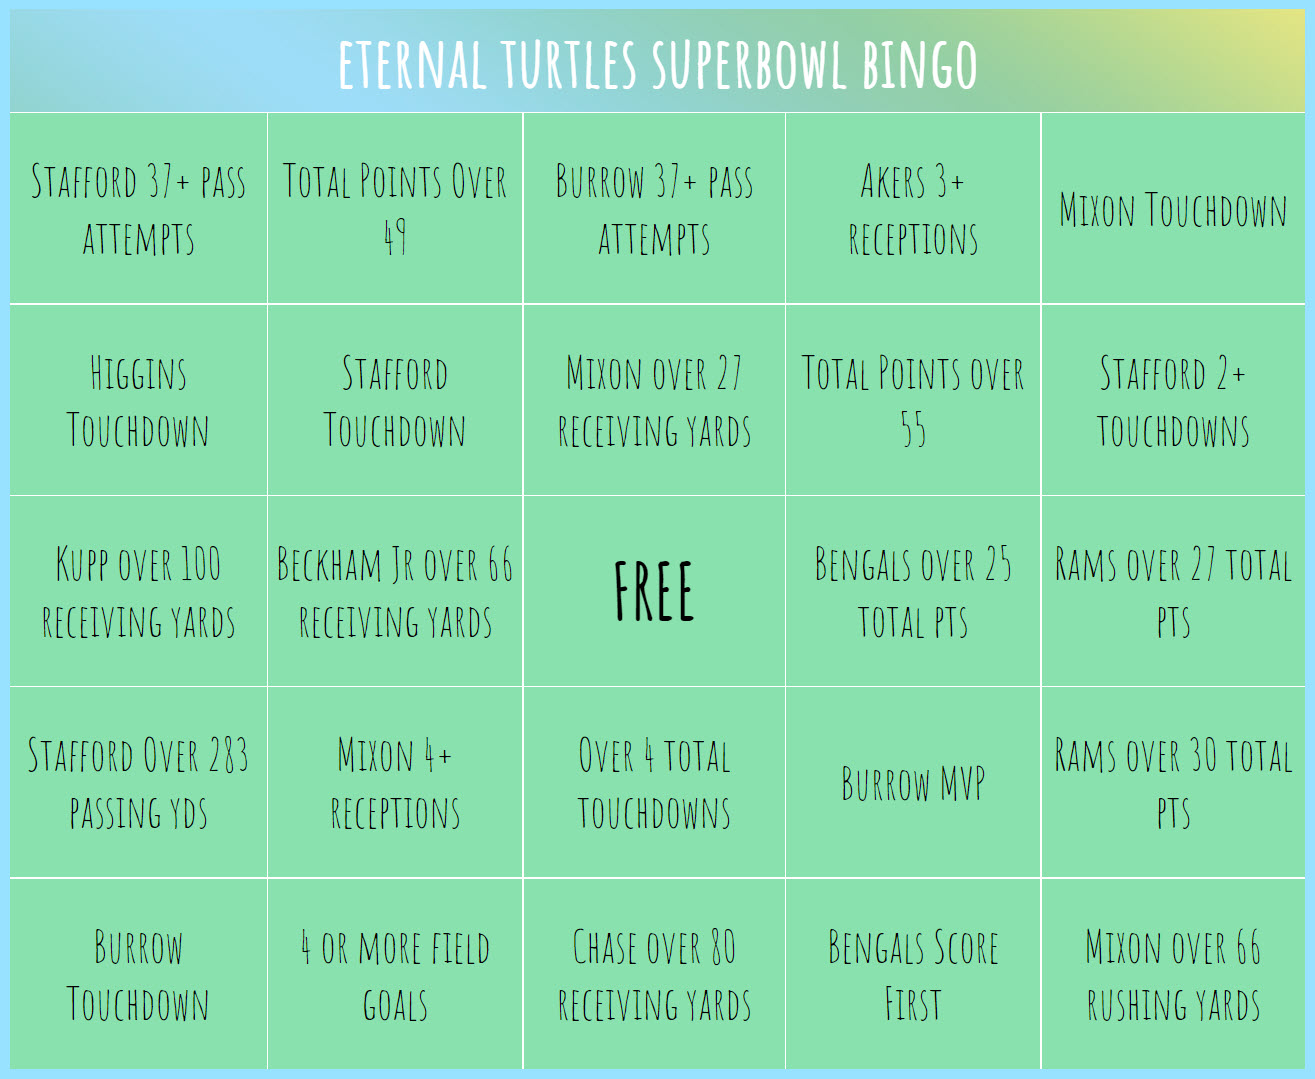 ETERNAL TURTLES SUPERBOWL BINGO
STAFFORD 37+ PASS
ATTEMPTS
TOTAL POINTS OVER
49
BURROW 37+ PASS
ATTEMPTS
AKERS 3+
RECEPTIONS
MIXON TOUCHDOWN
HIGGINS
TOUCHDOWN
STAFFORD
TOUCHDOWN
MIXON OVER 27
RECEIVING YARDS
TOTAL POINTS OVER
55
STAFFORD 2+
TOUCHDOWNS
KUPP OVER 100
RECEIVING YARDS
BECKHAM JR OVER 66
RECEIVING YARDS
FREE
BENGALS OVER 25
TOTAL PTS
RAMS OVER 27 TOTAL
PTS
STAFFORD OVER 283
PASSING YDS
MIXON 4+
RECEPTIONS
OVER 4 TOTAL
TOUCHDOWNS
BURROW MVP
RAMS OVER 30 TOTAL
PTS
BURROW
TOUCHDOWN
4 OR MORE FIELD
GOALS
CHASE OVER 80
RECEIVING YARDS
BENGALS SCORE
FIRST
MIXON OVER 66
RUSHING YARDS